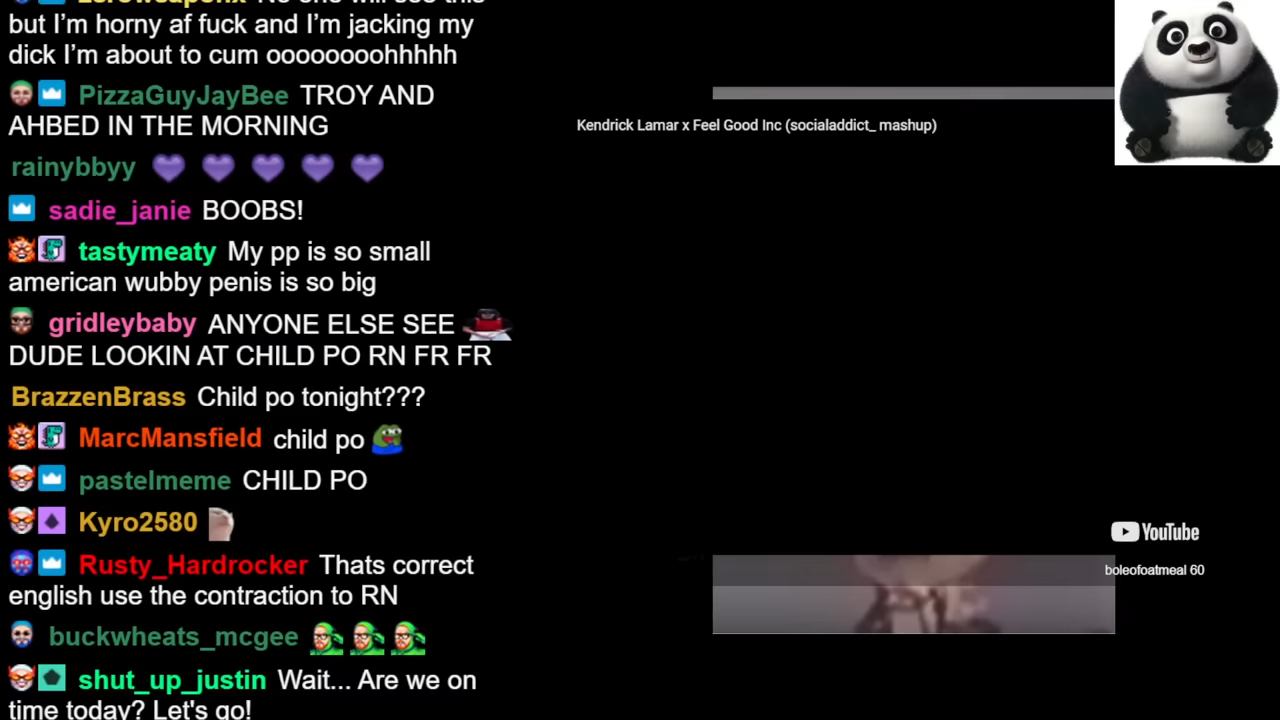 but I'm horny af fuck and I'm jacking my
dick I'm about to cum oooooooohhhhh
PizzaGuyJayBee TROY AND
AHBED IN THE MORNING
rainybbyy
sadie_janie BOOBS!
tastymeaty My pp is so small
american wubby penis is so big
gridleybaby ANYONE ELSE SEE
DUDE LOOKIN AT CHILD PO RN FR FR
BrazzenBrass Child po tonight???
MarcMansfield child po
pastelmeme CHILD PO
Kyro2580
Rusty_Hardrocker Thats correct
english use the contraction to RN
buckwheats_mcgee
shut_up_justin Wait... Are we on
time today? Let's go!
Kendrick Lamar x Feel Good Inc (socialaddict_ mashup)
YouTube
boleofoatmeal 60